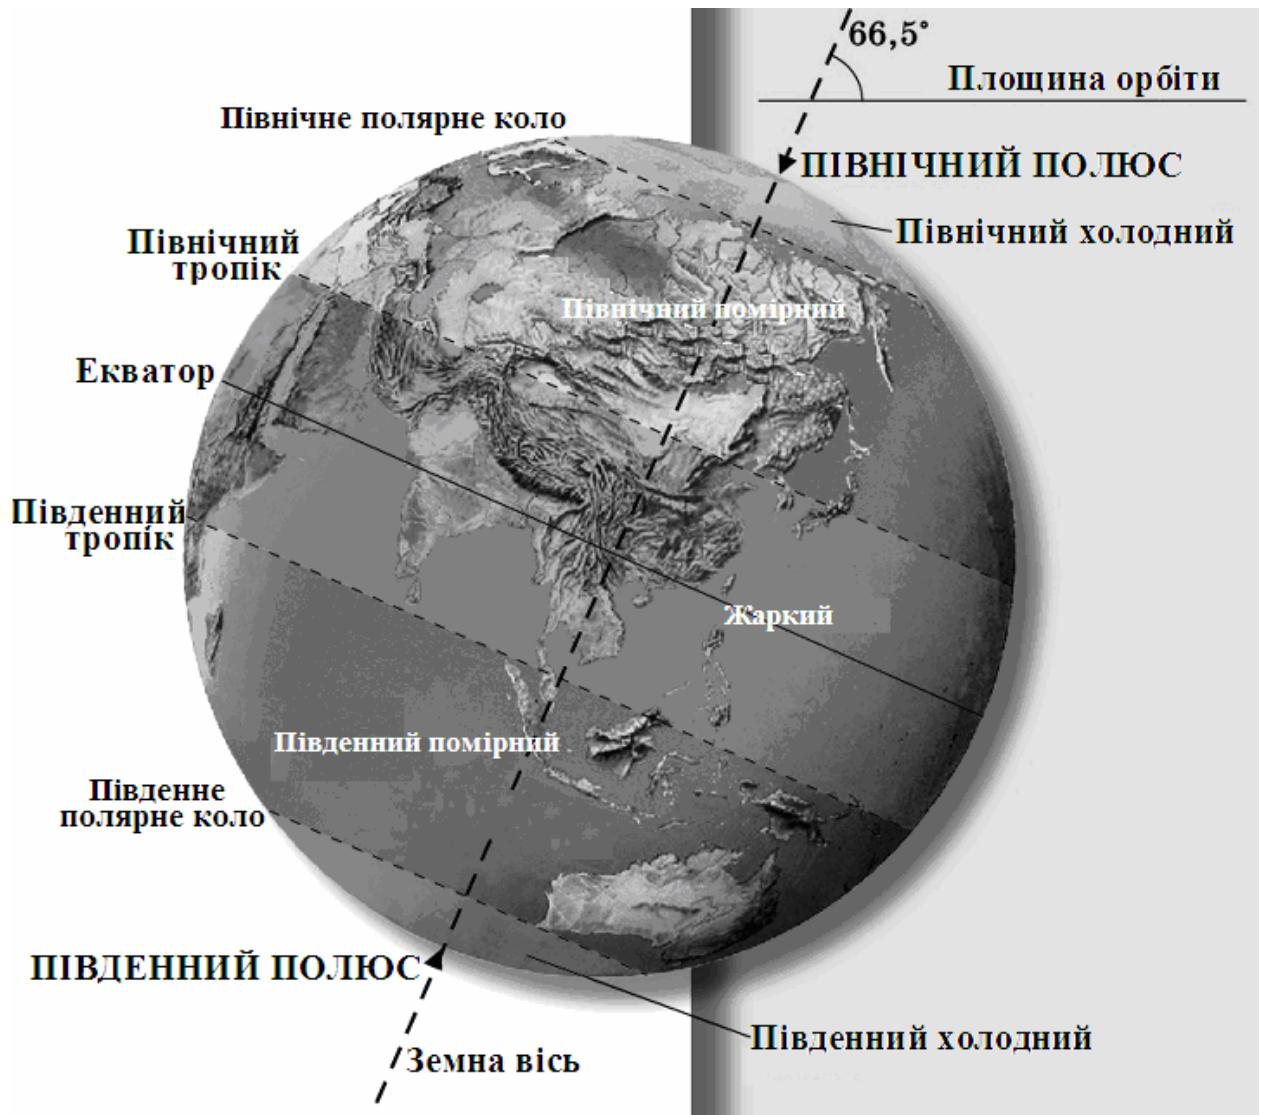 66,5°
Площина орбіти
Північне полярне коло
ПІВНІЧНИЙ ПОЛЮС
Північний холодний
Північний
тропік
Північний помірний
Екватор
Південний
тропік
Жаркий
Південний помірний
Південне
полярне коло
ПІВДЕННИЙ ПОЛЮС
Південний холодний
Земна вісь